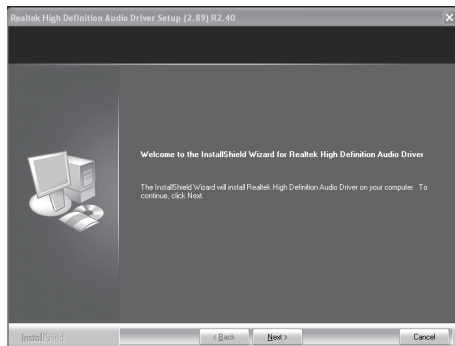 Realtek High Definition Audio Driver Setup (2.89) R2.40
Welcome to the InstallShield Wizard for Realtek High Definition Audio Driver
The InstallShield Wizard will install Realtek High Definition Audio Driver on your computer. To
continue, click Next.
InstallShield
< Back
Next >
Cancel